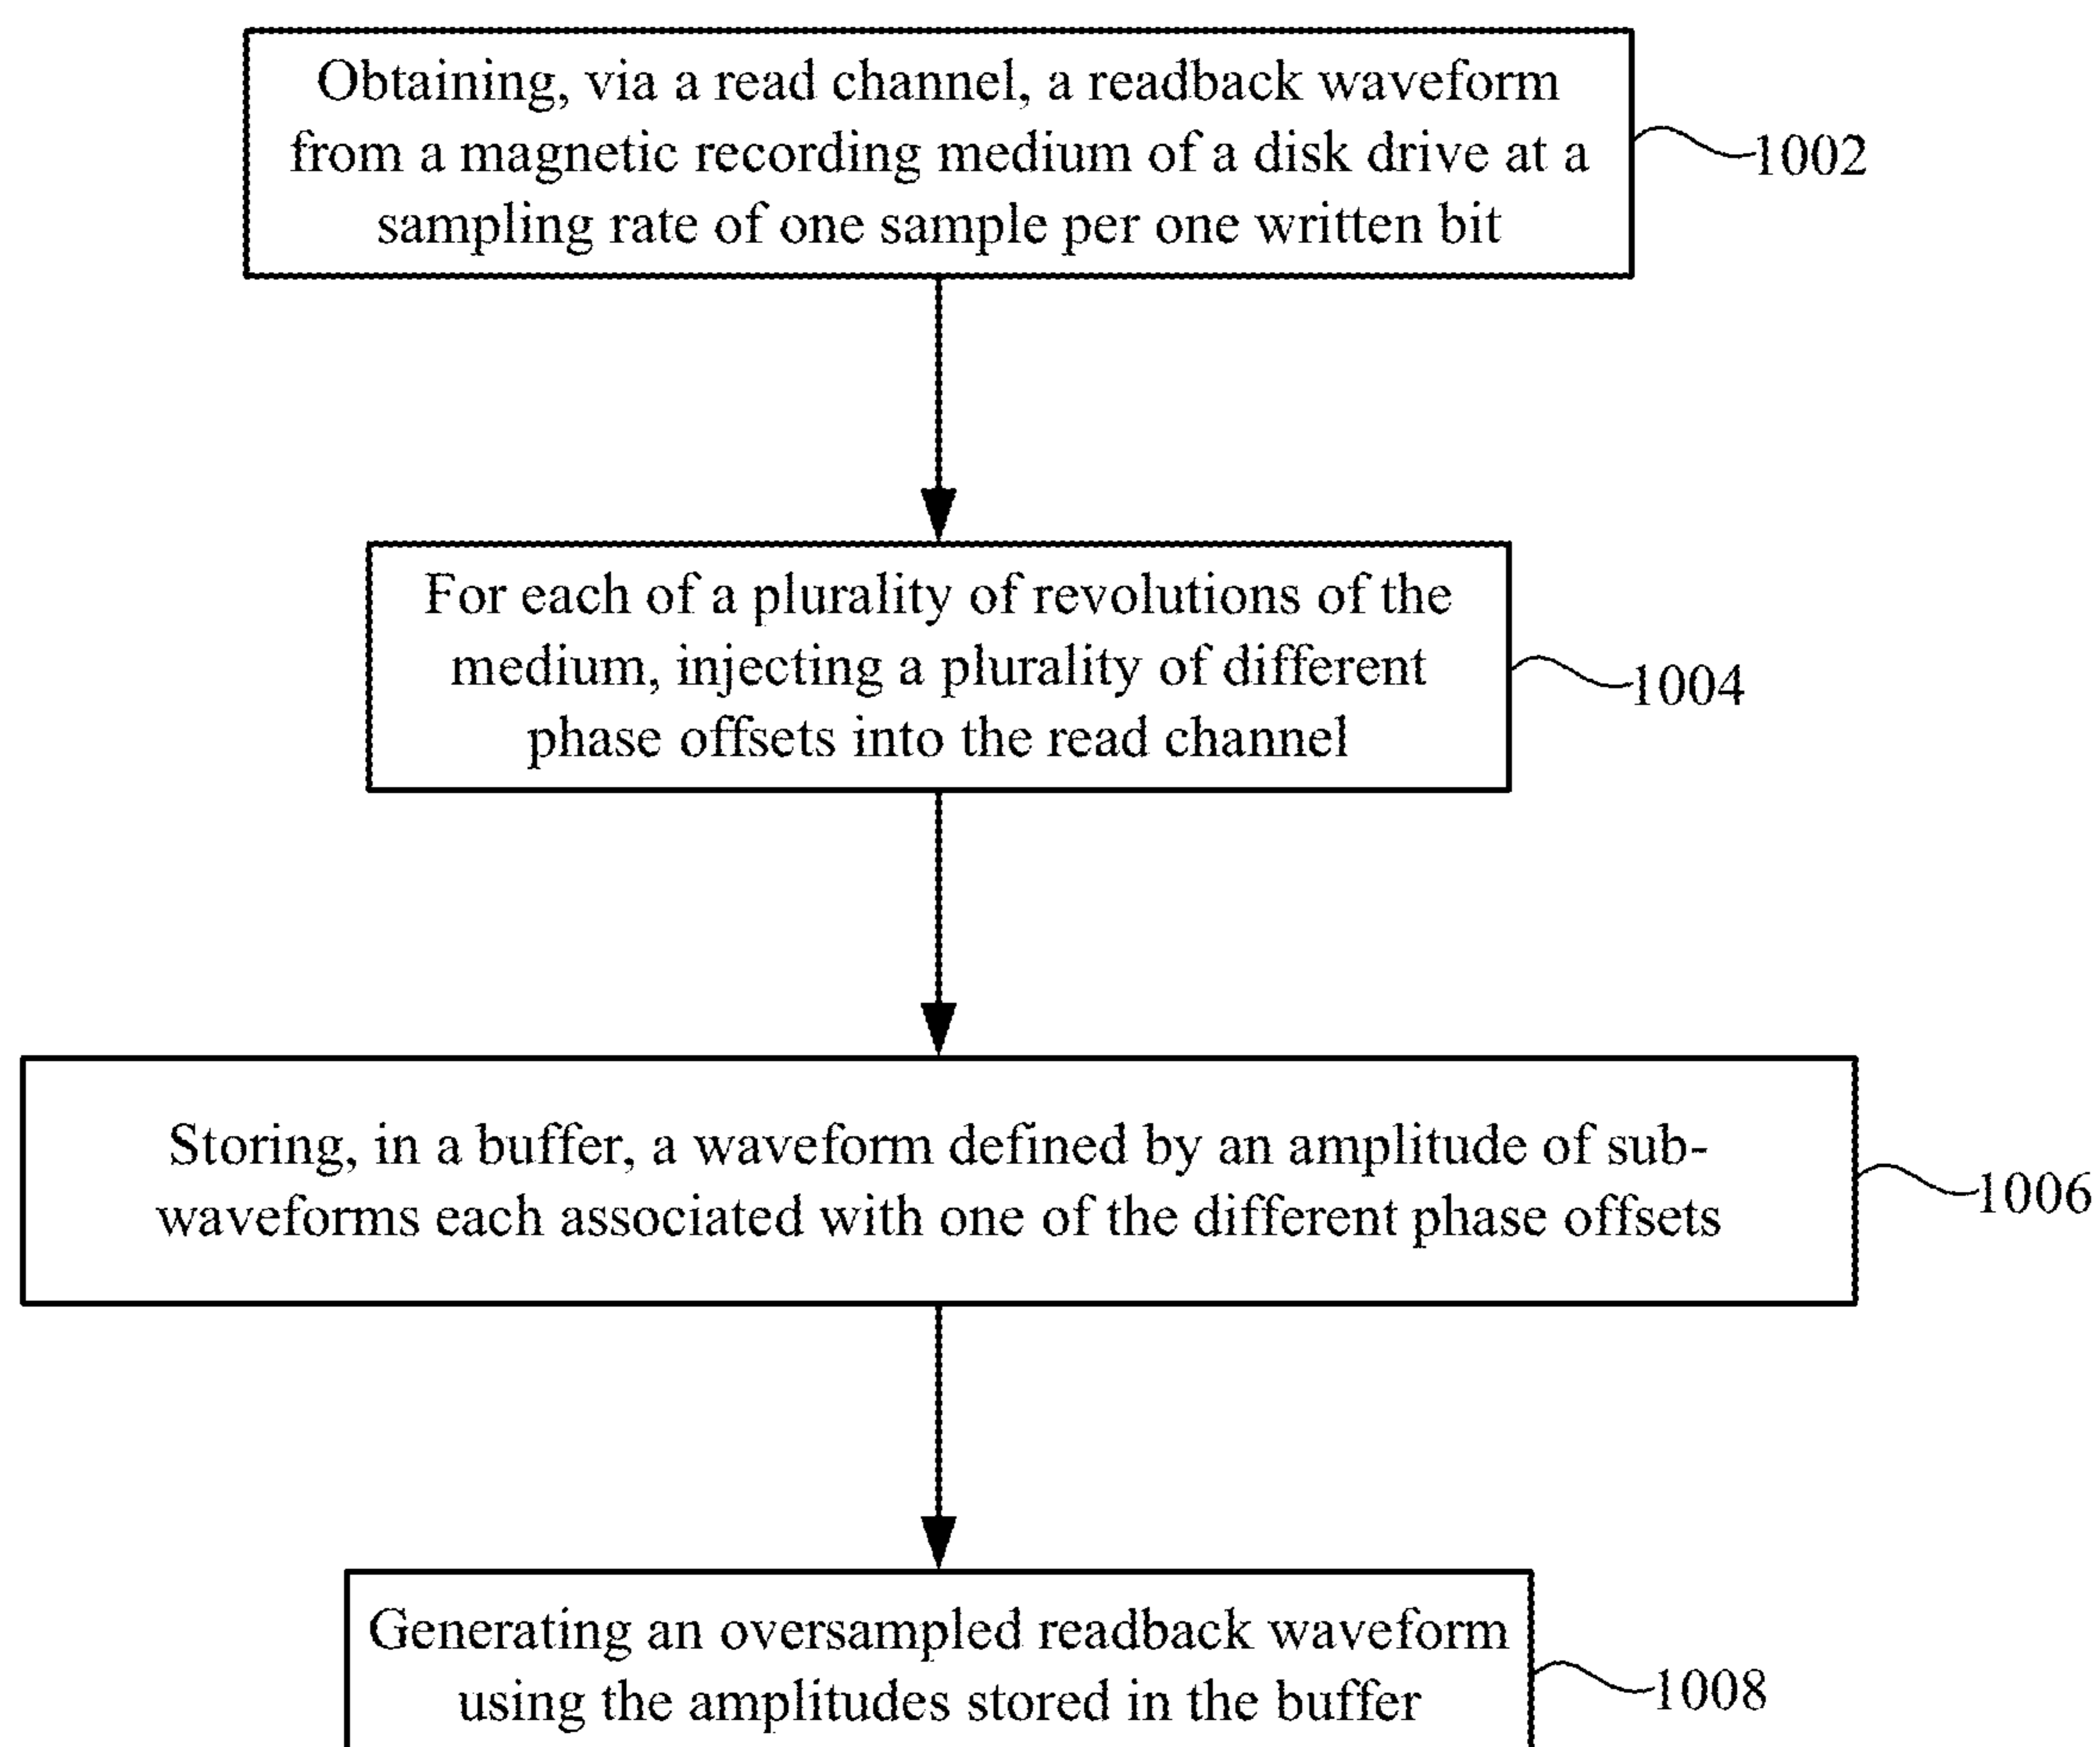 Obtaining, via a read channel, a readback waveform
from a magnetic recording medium of a disk drive at a
sampling rate of one sample per one written bit
1002
For each of a plurality of revolutions of the
medium, injecting a plurality of different
phase offsets into the read channel
1004
Storing, in a buffer, a waveform defined by an amplitude of sub-
waveforms each associated with one of the different phase offsets
1006
Generating an oversampled readback waveform
using the amplitudes stored in the buffer
1008